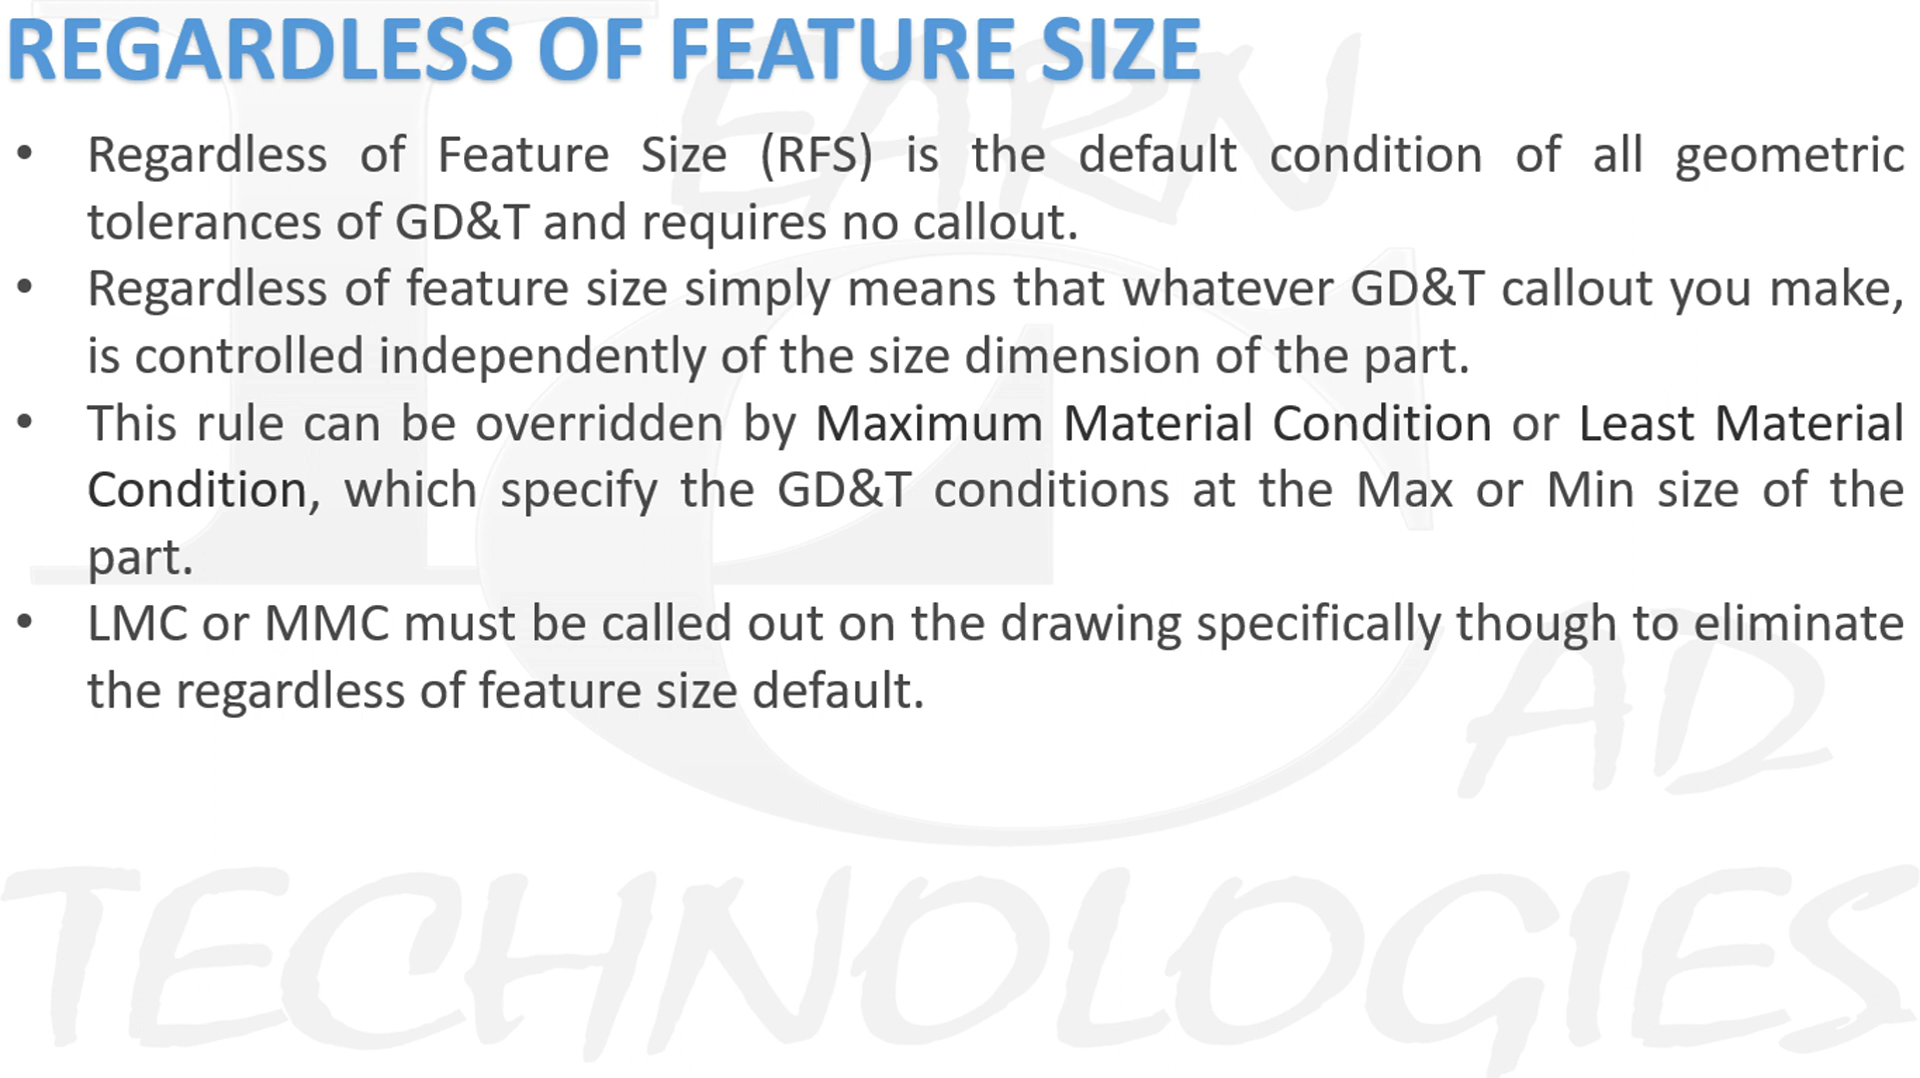 REGARDLESS OF FEATURE SIZE
• Regardless of Feature Size (RFS) is the default condition of all geometric
tolerances of GD&T and requires no callout.
• Regardless of feature size simply means that whatever GD&T callout you make,
is controlled independently of the size dimension of the part.
• This rule can be overridden by Maximum Material Condition or Least Material
Condition, which specify the GD&T conditions at the Max or Min size of the
part.
• LMC or MMC must be called out on the drawing specifically though to eliminate
the regardless of feature size default.
LEARN
CAD
TECHNOLOGIES